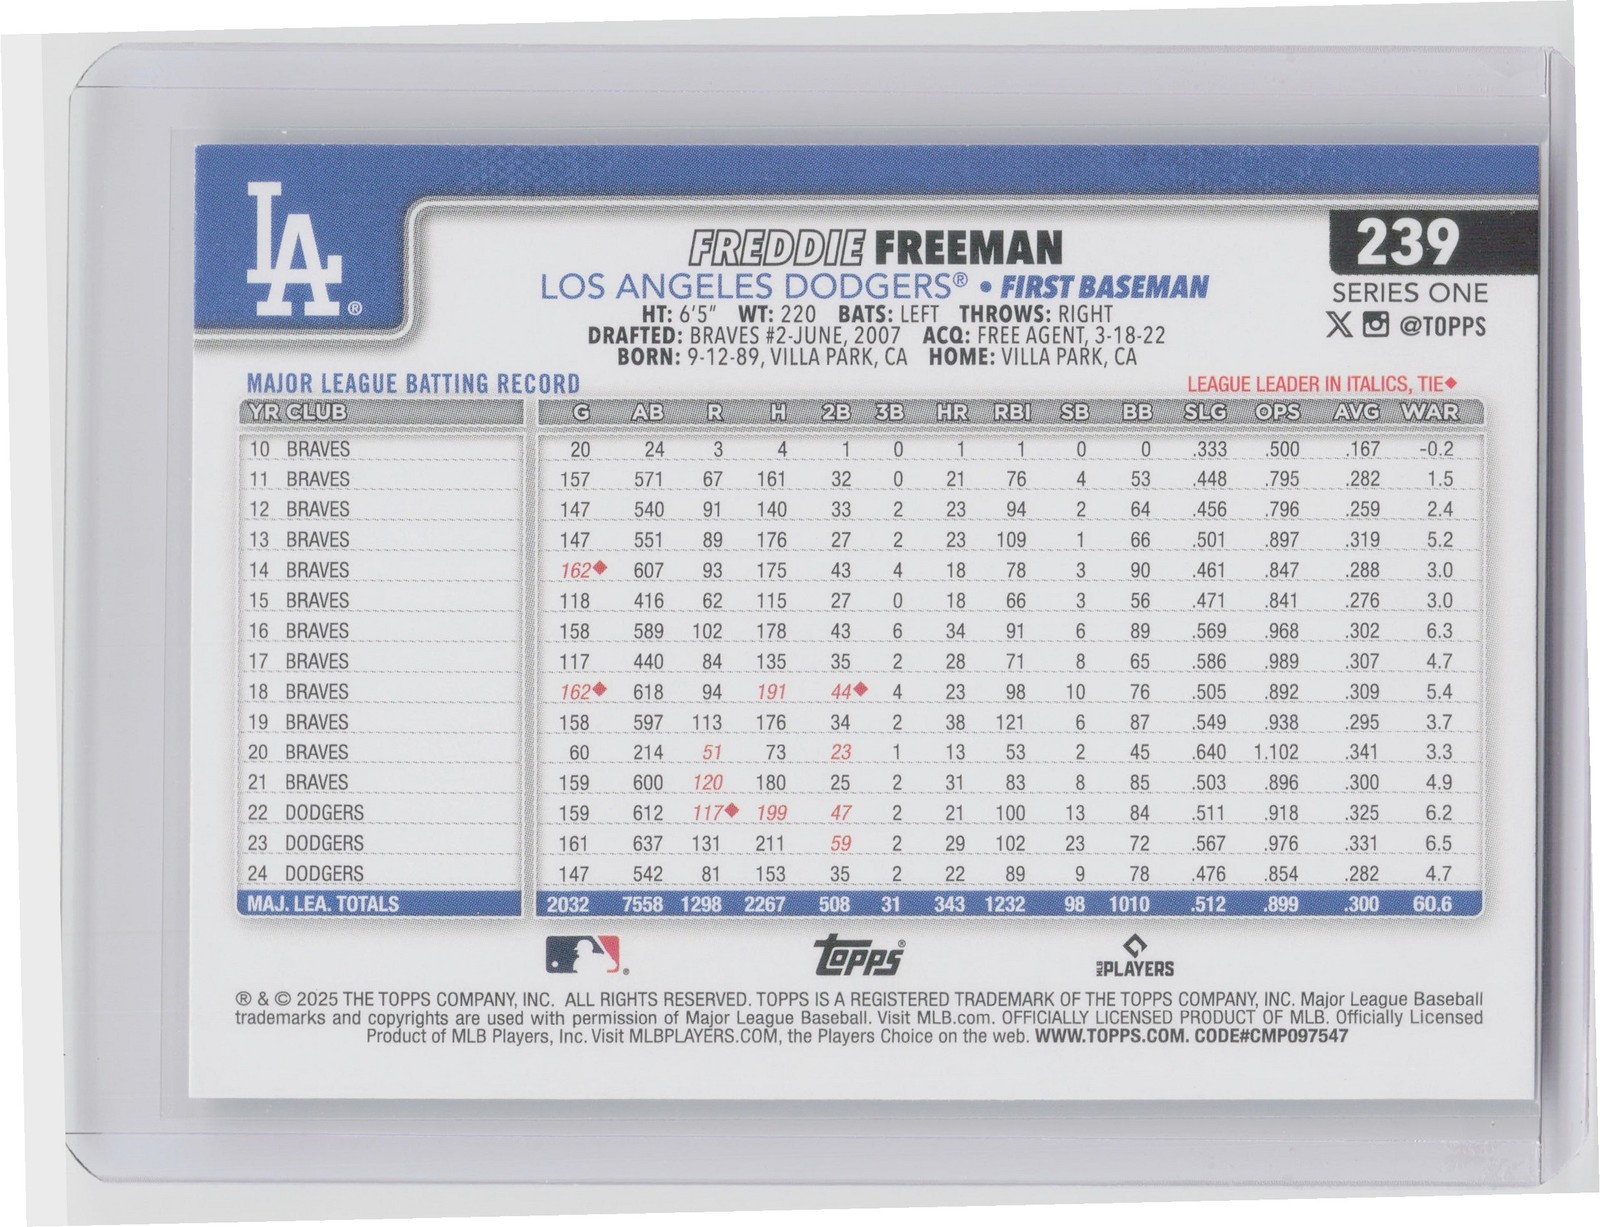 LA®
FREDDIE FREEMAN
LOS ANGELES DODGERS® • FIRST BASEMAN
HT: 6'5" WT: 220 BATS: LEFT THROWS: RIGHT
DRAFTED: BRAVES #2-JUNE, 2007 ACQ: FREE AGENT, 3-18-22
BORN: 9-12-89, VILLA PARK, CA HOME: VILLA PARK, CA
239
SERIES ONE
X @TOPPS
MAJOR LEAGUE BATTING RECORD LEAGUE LEADER IN ITALICS, TIE◆
YR CLUB G AB R H 2B 3B HR RBI SB BB SLG OPS AVG WAR
10 BRAVES 20 24 3 4 1 0 1 1 0 0 .333 .500 .167 -0.2
11 BRAVES 157 571 67 161 32 0 21 76 4 53 .448 .795 .282 1.5
12 BRAVES 147 540 91 140 33 2 23 94 2 64 .456 .796 .259 2.4
13 BRAVES 147 551 89 176 27 2 23 109 1 66 .501 .897 .319 5.2
14 BRAVES 162◆ 607 93 175 43 4 18 78 3 90 .461 .847 .288 3.0
15 BRAVES 118 416 62 115 27 0 18 66 3 56 .471 .841 .276 3.0
16 BRAVES 158 589 102 178 43 6 34 91 6 89 .569 .968 .302 6.3
17 BRAVES 117 440 84 135 35 2 28 71 8 65 .586 .989 .307 4.7
18 BRAVES 162◆ 618 94 191 44◆ 4 23 98 10 76 .505 .892 .309 5.4
19 BRAVES 158 597 113 176 34 2 38 121 6 87 .549 .938 .295 3.7
20 BRAVES 60 214 51 73 23 1 13 53 2 45 .640 1.102 .341 3.3
21 BRAVES 159 600 120 180 25 2 31 83 8 85 .503 .896 .300 4.9
22 DODGERS 159 612 117◆ 199 47 2 21 100 13 84 .511 .918 .325 6.2
23 DODGERS 161 637 131 211 59 2 29 102 23 72 .567 .976 .331 6.5
24 DODGERS 147 542 81 153 35 2 22 89 9 78 .476 .854 .282 4.7
MAJ. LEA. TOTALS 2032 7558 1298 2267 508 31 343 1232 98 1010 .512 .899 .300 60.6
® TOPPS® MLB PLAYERS
® & © 2025 THE TOPPS COMPANY, INC. ALL RIGHTS RESERVED. TOPPS IS A REGISTERED TRADEMARK OF THE TOPPS COMPANY, INC. Major League Baseball
trademarks and copyrights are used with permission of Major League Baseball. Visit MLB.com. OFFICIALLY LICENSED PRODUCT OF MLB. Officially Licensed
Product of MLB Players, Inc. Visit MLBPLAYERS.COM, the Players Choice on the web. WWW.TOPPS.COM. CODE#CMP097547